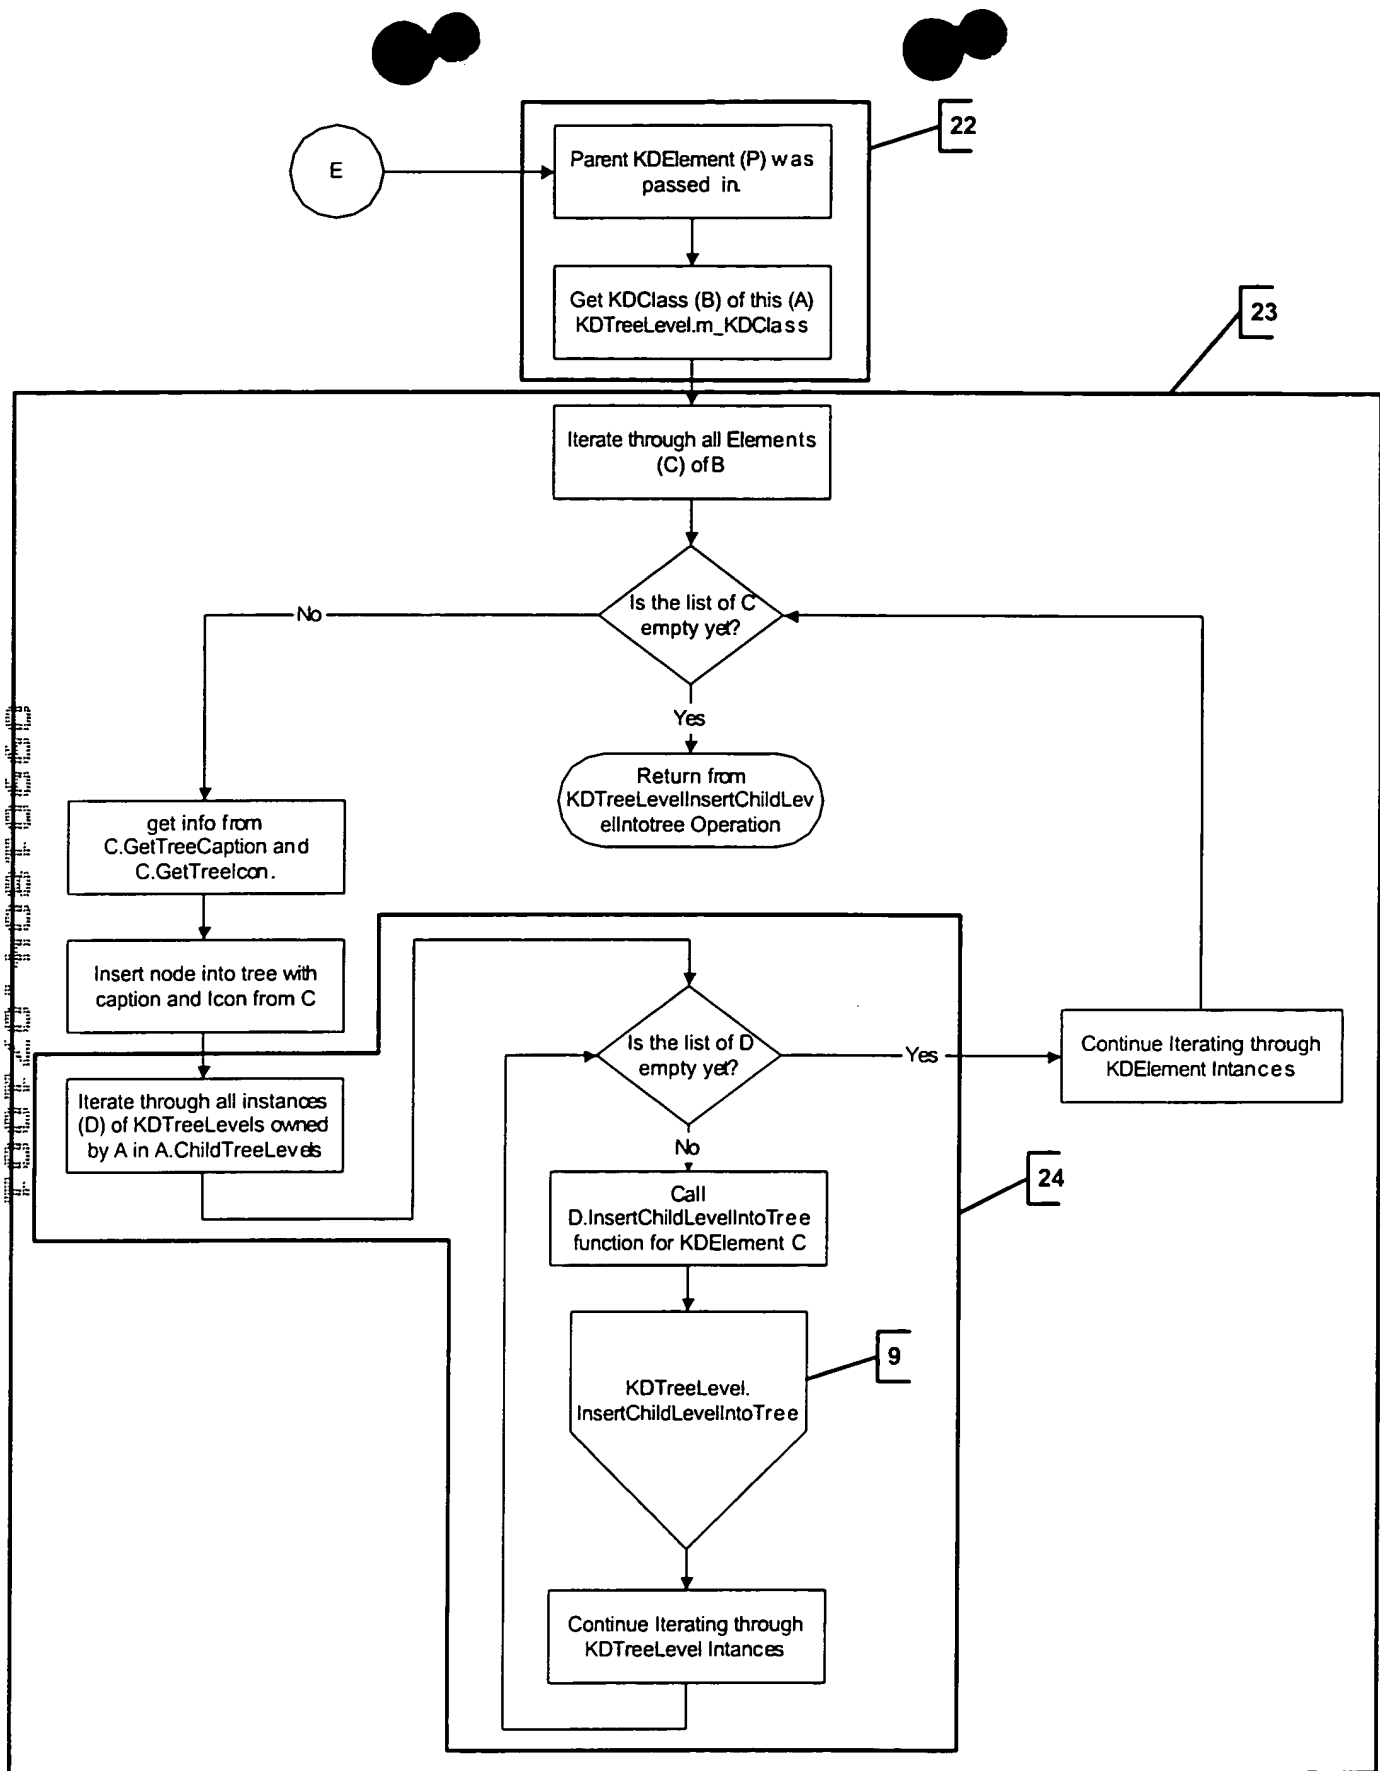 22
E
Parent KDElement (P) was
passed in.
Get KDClass (B) of this (A)
KDTreeLevel.m_KDClass
23
Iterate through all Elements
(C) of B
Is the list of C
empty yet?
No
Yes
Return from
KDTreeLevelInsertChildLev
elIntotree Operation
get info from
C.GetTreeCaption and
C.GetTreeIcon.
Insert node into tree with
caption and Icon from C
Iterate through all instances
(D) of KDTreeLevels owned
by A in A.ChildTreeLevels
Is the list of D
empty yet?
Yes
Continue Iterating through
KDElement Intances
No
24
Call
D.InsertChildLevelIntoTree
function for KDElement C
9
KDTreeLevel.
InsertChildLevelIntoTree
Continue Iterating through
KDTreeLevel Intances